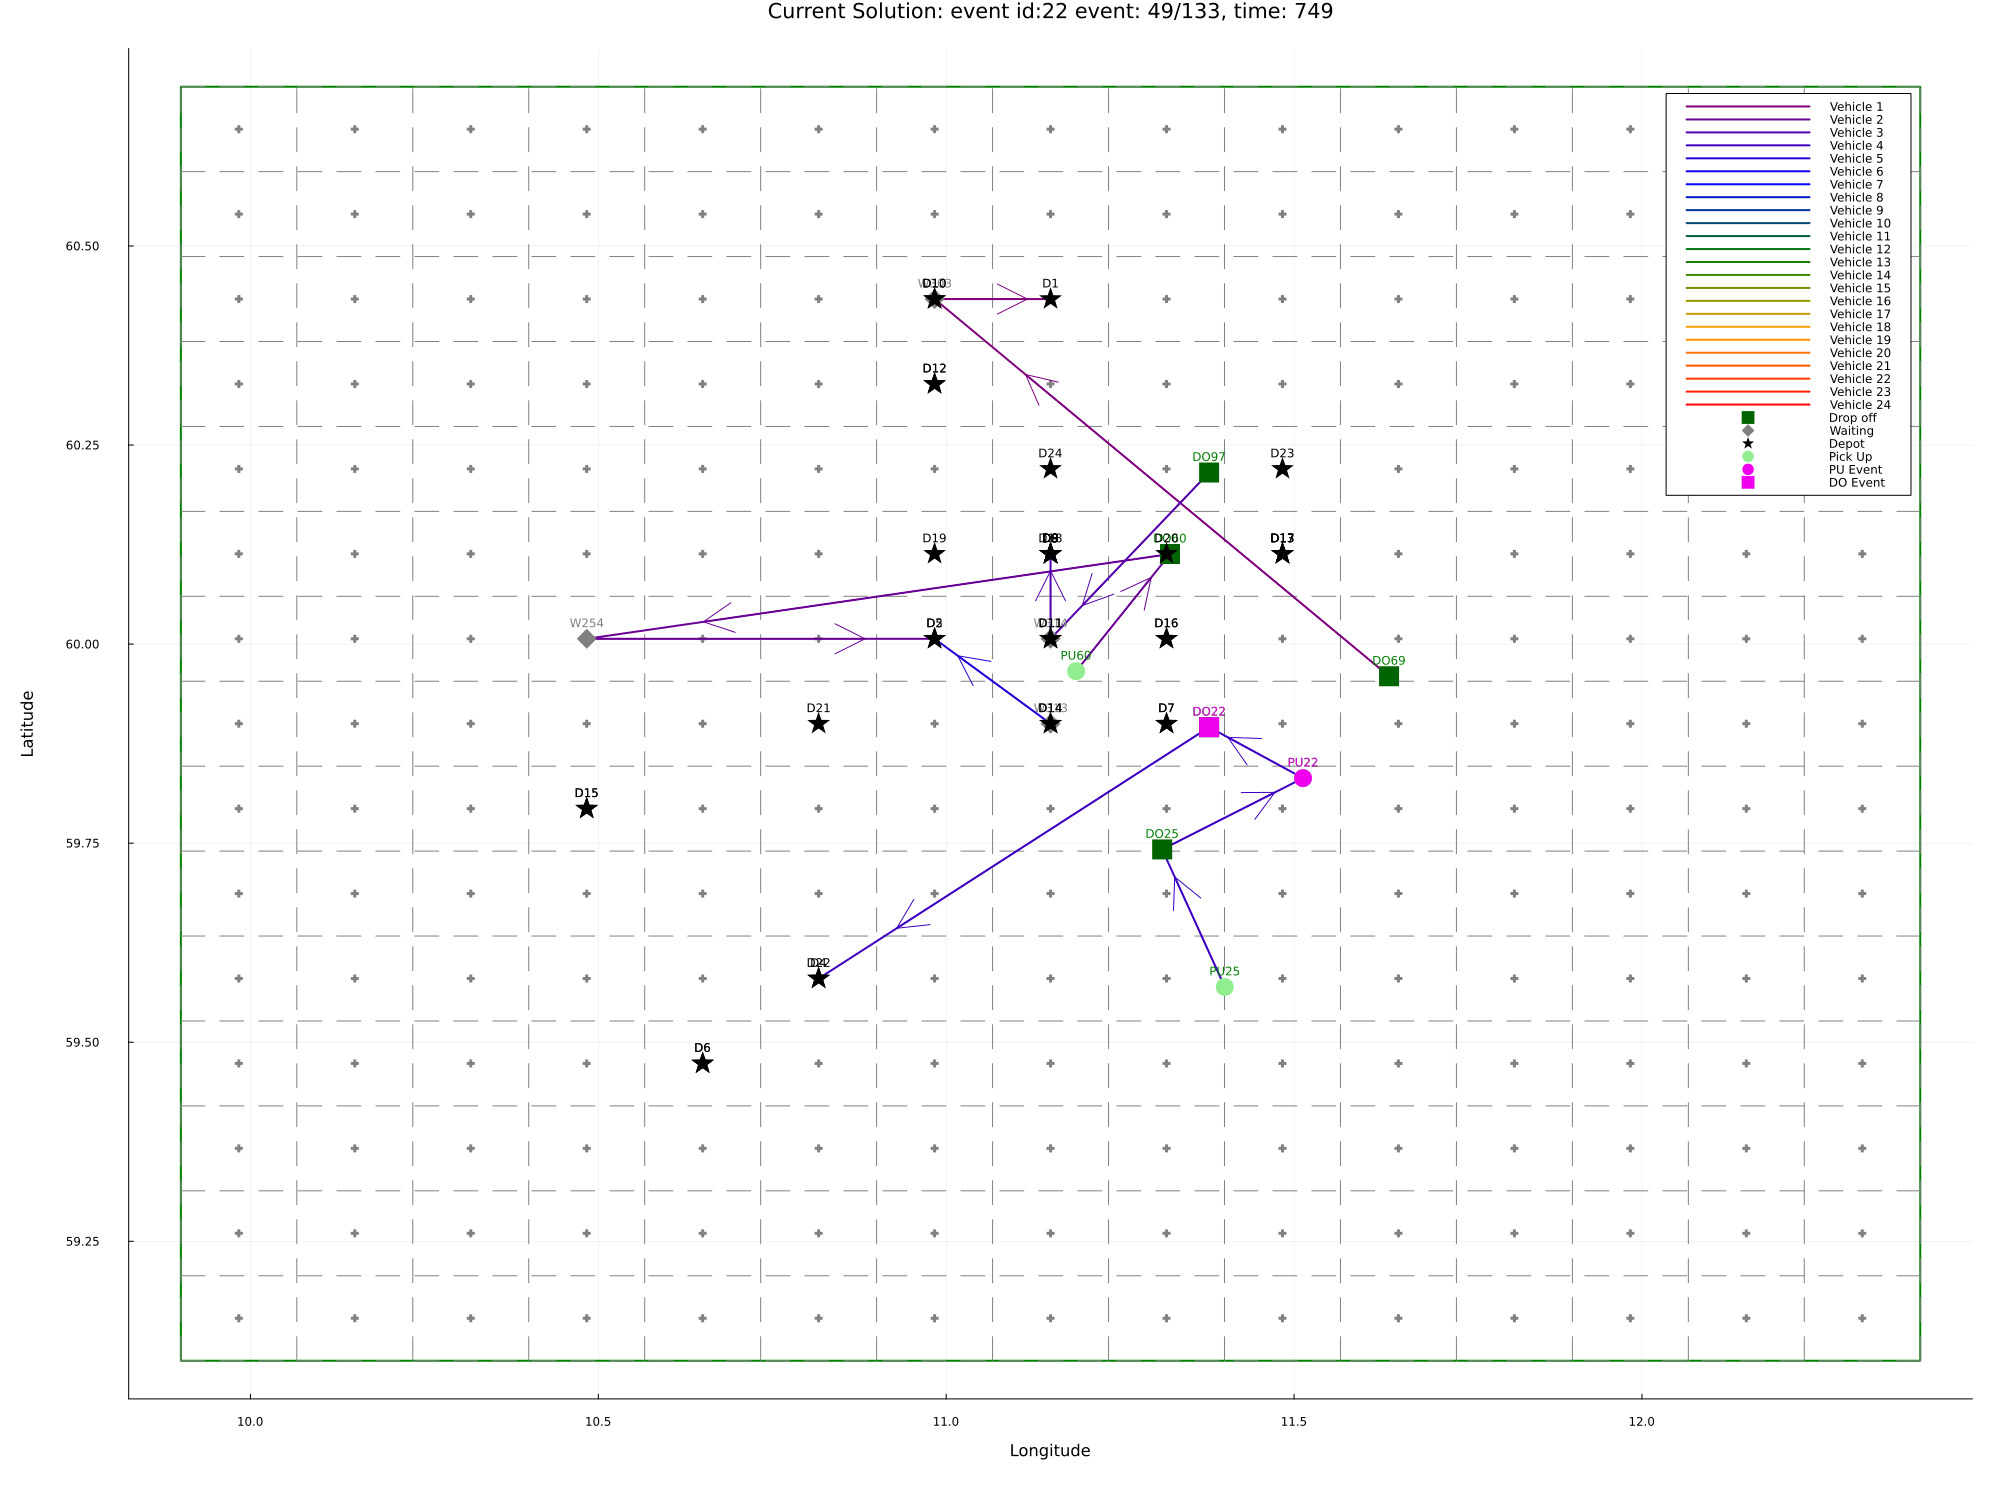 Current Solution: event id:22 event: 49/133, time: 749
Vehicle 1
Vehicle 2
Vehicle 3
Vehicle 4
Vehicle 5
Vehicle 6
Vehicle 7
Vehicle 8
Vehicle 9
Vehicle 10
Vehicle 11
Vehicle 12
Vehicle 13
Vehicle 14
Vehicle 15
Vehicle 16
Vehicle 17
Vehicle 18
Vehicle 19
Vehicle 20
Vehicle 21
Vehicle 22
Vehicle 23
Vehicle 24
Drop off
Waiting
Depot
Pick Up
PU Event
DO Event
60.50
D10
D1
D12
60.25
D24
DO97
D23
D19
D20
W254
D11
D16
60.00
PU60
DO69
D21
D14
D7
DO22
PU22
D15
DO25
59.75
D22
PU25
D6
59.50
59.25
10.0
10.5
11.0
11.5
12.0
Latitude
Longitude